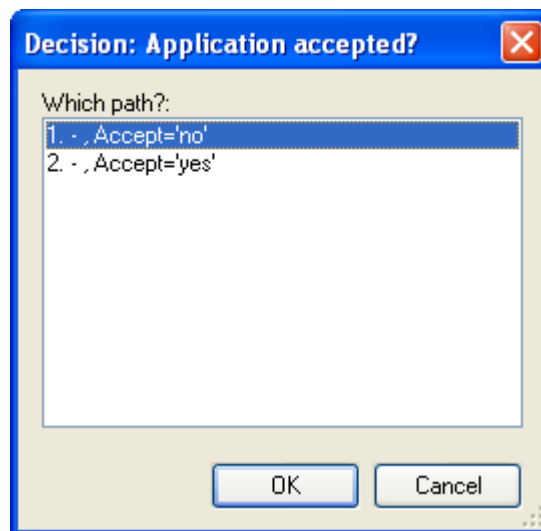 Decision: Application accepted?
Which path?:
1. - , Accept='no'
2. - , Accept='yes'
OK Cancel